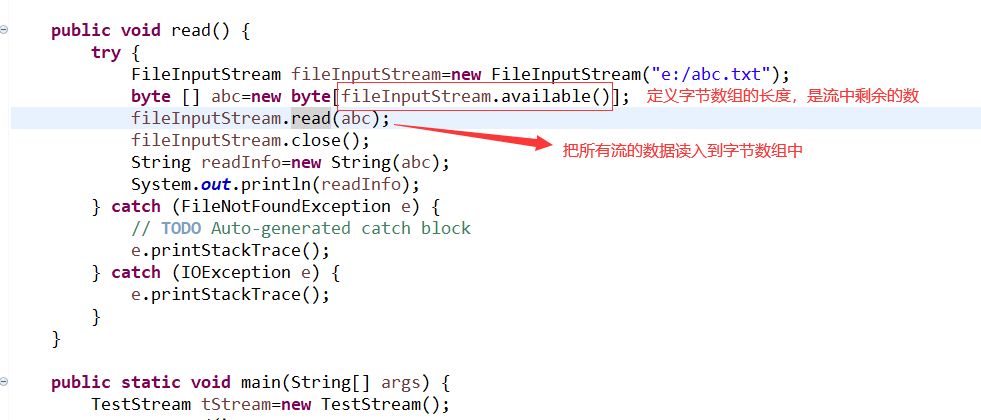 public void read() {
try {
FileInputStream fileInputStream=new FileInputStream("e:/abc.txt");
byte [] abc=new byte[fileInputStream.available()]; 定义字节数组的长度，是流中剩余的数
fileInputStream.read(abc);
把所有流的数据读入到字节数组中
fileInputStream.close();
String readInfo=new String(abc);
System.out.println(readInfo);
} catch (FileNotFoundException e) {
// TODO Auto-generated catch block
e.printStackTrace();
} catch (IOException e) {
e.printStackTrace();
}
}
public static void main(String[] args) {
TestStream tStream=new TestStream();